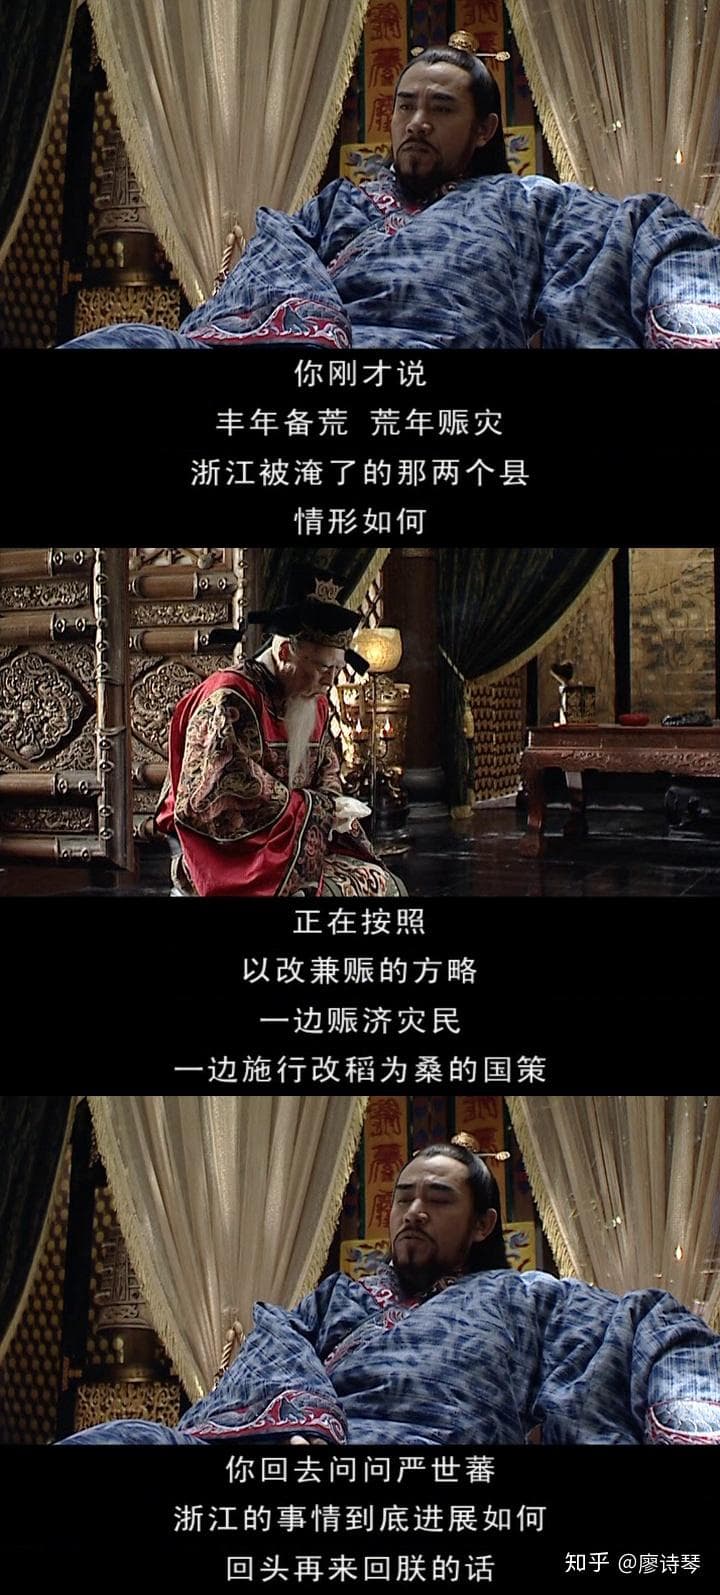 你刚才说
丰年备荒 荒年赈灾
浙江被淹了的那两个县
情形如何
正在按照
以改兼赈的方略
一边赈济灾民
一边施行改稻为桑的国策
你回去问问严世蕃
浙江的事情到底进展如何
回头再来回朕的话
知乎 @廖诗琴